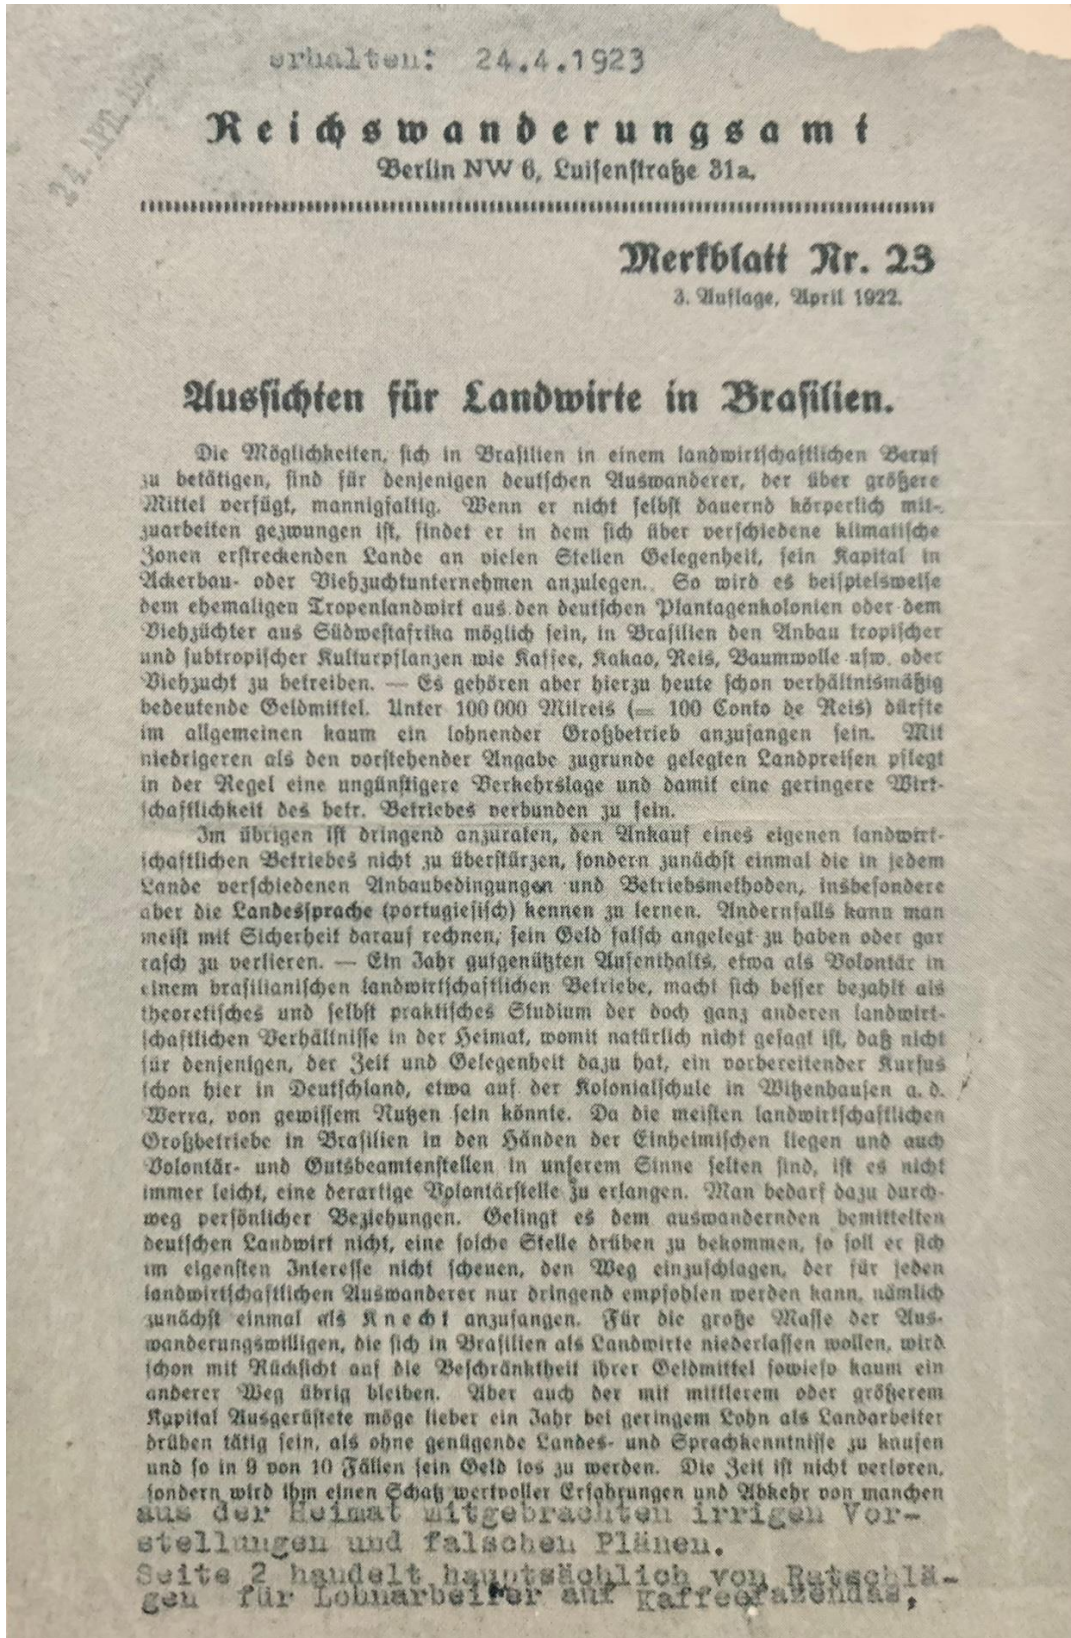 erhalten: 24.4.1923
24. APR. 
Reichswanderungsamt
Berlin NW 6, Luisenstraße 31a.
Merkblatt Nr. 23
3. Auflage, April 1922.
Aussichten für Landwirte in Brasilien.
Die Möglichkeiten, sich in Brasilien in einem landwirtschaftlichen Beruf
zu betätigen, sind für denjenigen deutschen Auswanderer, der über größere
Mittel verfügt, mannigfaltig. Wenn er nicht selbst dauernd körperlich mit-
zuarbeiten gezwungen ist, findet er in dem sich über verschiedene klimatische
Zonen erstreckenden Lande an vielen Stellen Gelegenheit, sein Kapital in
Ackerbau- oder Viehzuchtunternehmen anzulegen. So wird es beispielsweise
dem ehemaligen Tropenlandwirt aus den deutschen Plantagenkolonien oder dem
Viehzüchter aus Südwestafrika möglich sein, in Brasilien den Anbau tropischer
und subtropischer Kulturpflanzen wie Kaffee, Kakao, Reis, Baumwolle usw. oder
Viehzucht zu betreiben. — Es gehören aber hierzu heute schon verhältnismäßig
bedeutende Geldmittel. Unter 100 000 Milreis (= 100 Conto de Reis) dürfte
im allgemeinen kaum ein lohnender Großbetrieb anzufangen sein. Mit
niedrigeren als den vorstehender Angabe zugrunde gelegten Landpreisen pflegt
in der Regel eine ungünstigere Verkehrslage und damit eine geringere Wirt-
schaftlichkeit des betr. Betriebes verbunden zu sein.
Im übrigen ist dringend anzuraten, den Ankauf eines eigenen landwirt-
schaftlichen Betriebes nicht zu überstürzen, sondern zunächst einmal die in jedem
Lande verschiedenen Anbaubedingungen und Betriebsmethoden, insbesondere
aber die Landessprache (portugiesisch) kennen zu lernen. Andernfalls kann man
meist mit Sicherheit darauf rechnen, sein Geld falsch angelegt zu haben oder gar
rasch zu verlieren. — Ein Jahr gutgenützten Aufenthalts, etwa als Volontär in
einem brasilianischen landwirtschaftlichen Betriebe, macht sich besser bezahlt als
theoretisches und selbst praktisches Studium der doch ganz anderen landwirt-
schaftlichen Verhältnisse in der Heimat, womit natürlich nicht gesagt ist, daß nicht
für denjenigen, der Zeit und Gelegenheit dazu hat, ein vorbereitender Kursus
schon hier in Deutschland, etwa auf der Kolonialschule in Witzenhausen a. d.
Werra, von gewissem Nutzen sein könnte. Da die meisten landwirtschaftlichen
Großbetriebe in Brasilien in den Händen der Einheimischen liegen und auch
Volontär- und Gutsbeamtenstellen in unserem Sinne selten sind, ist es nicht
immer leicht, eine derartige Volontärstelle zu erlangen. Man bedarf dazu durch-
weg persönlicher Beziehungen. Gelingt es dem auswandernden bemittelten
deutschen Landwirt nicht, eine solche Stelle drüben zu bekommen, so soll er sich
im eigensten Interesse nicht scheuen, den Weg einzuschlagen, der für jeden
landwirtschaftlichen Auswanderer nur dringend empfohlen werden kann, nämlich
zunächst einmal als Knecht anzufangen. Für die große Masse der Aus-
wanderungswilligen, die sich in Brasilien als Landwirte niederlassen wollen, wird
schon mit Rücksicht auf die Beschränktheit ihrer Geldmittel sowieso kaum ein
anderer Weg übrig bleiben. Aber auch der mit mittlerem oder größerem
Kapital Ausgerüstete möge lieber ein Jahr bei geringem Lohn als Landarbeiter
drüben tätig sein, als ohne genügende Landes- und Sprachkenntnisse zu kaufen
und so in 9 von 10 Fällen sein Geld los zu werden. Die Zeit ist nicht verloren,
sondern wird ihm einen Schatz wertvoller Erfahrungen und Abkehr von manchen
aus der Heimat mitgebrachten irrigen Vor-
stellungen und falschen Plänen.
Seite 2 handelt hauptsächlich von Ratschlä-
gen für Lohnarbeiter auf Kaffeefazendas,